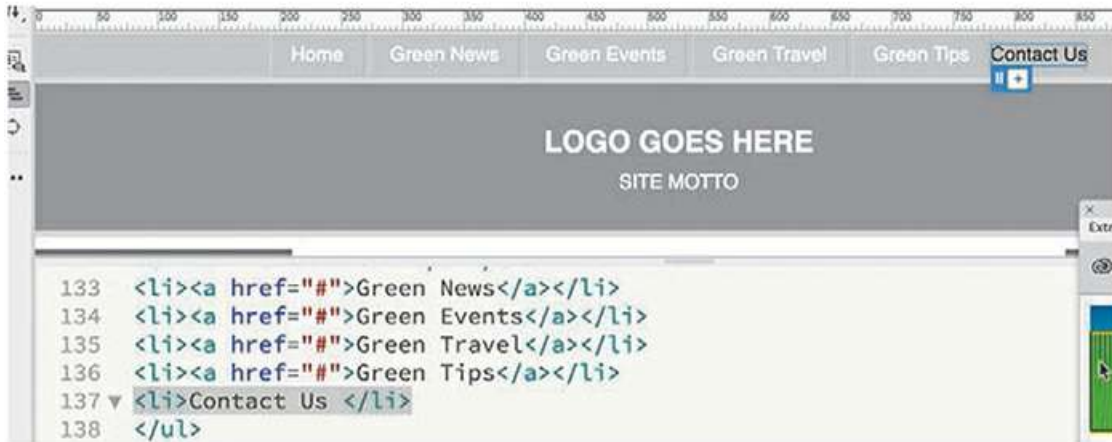 0 50 100 150 200 250 300 350 400 450 500 550 600 650 700 750 800 850
Home Green News Green Events Green Travel Green Tips Contact Us
LOGO GOES HERE
SITE MOTTO
Extr
133 <li><a href="#">Green News</a></li>
134 <li><a href="#">Green Events</a></li>
135 <li><a href="#">Green Travel</a></li>
136 <li><a href="#">Green Tips</a></li>
137 <li>Contact Us </li>
138 </ul>